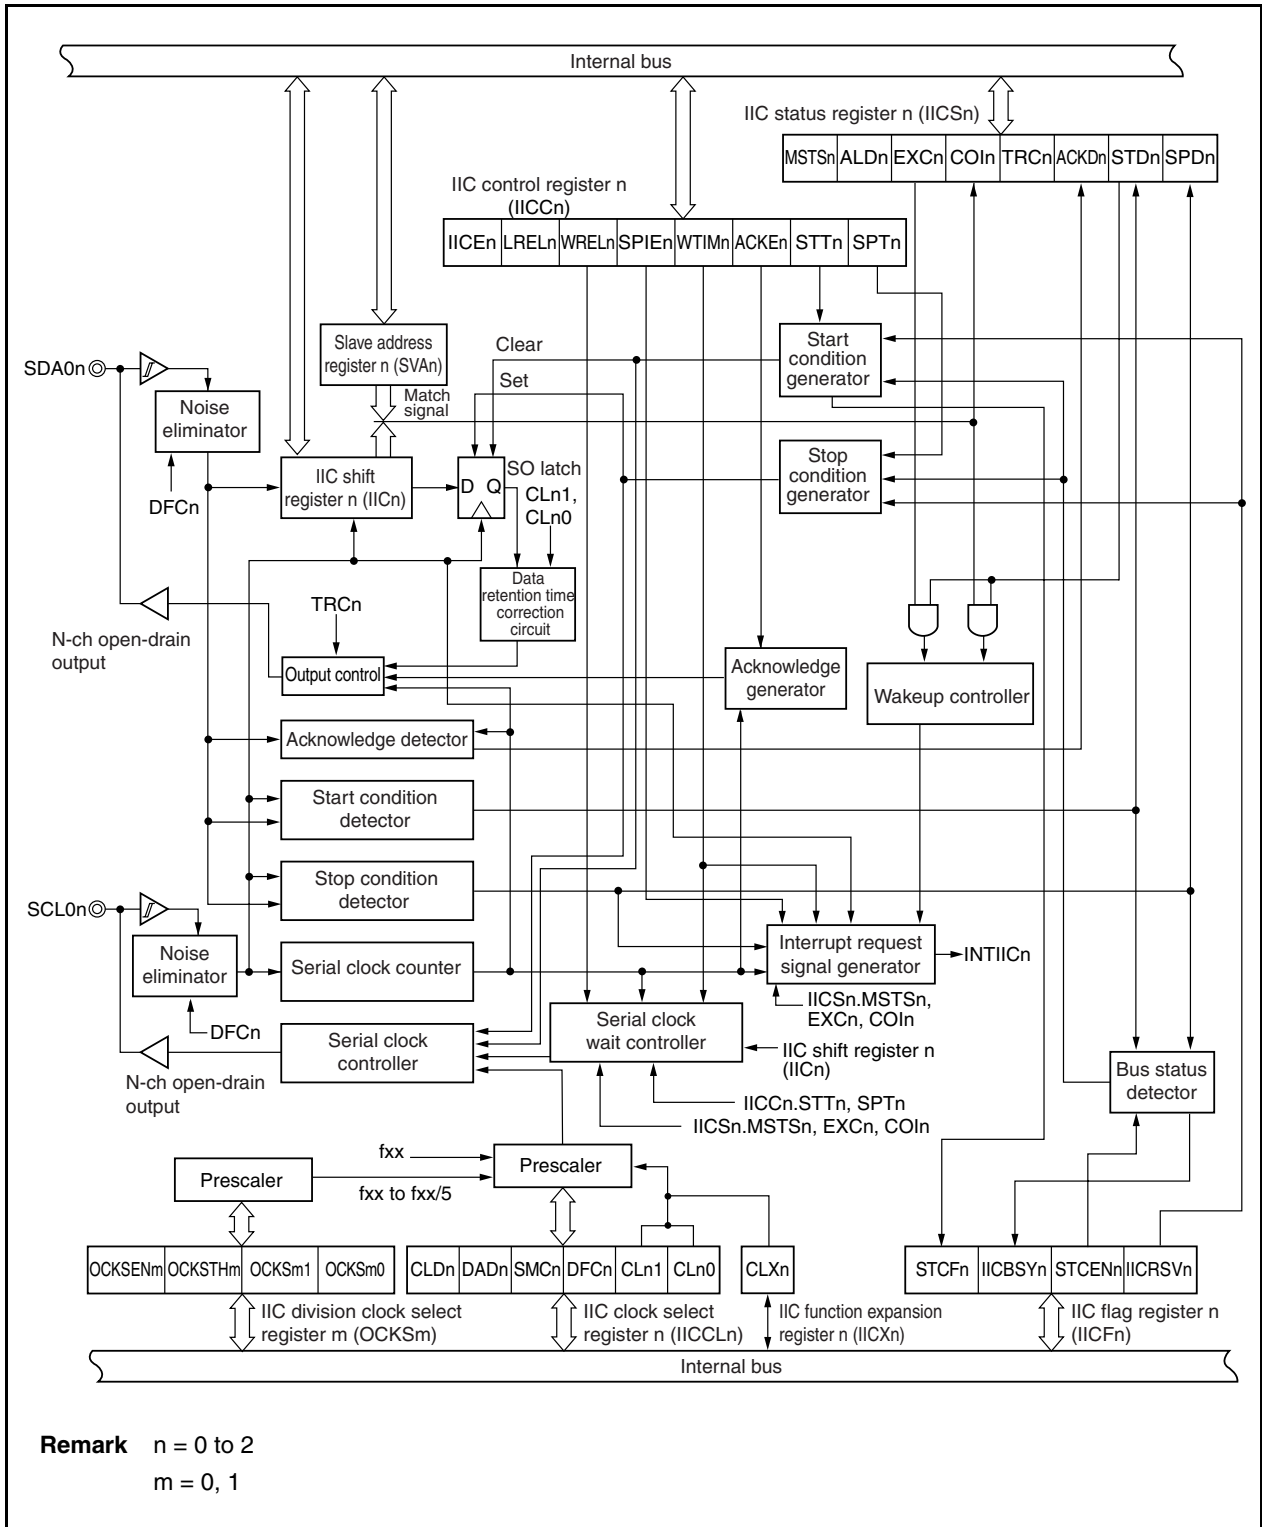 Internal bus
IIC status register n (IICSn)
MSTSn ALDn EXCn COIn TRCn ACKDn STDn SPDn
IIC control register n
(IICCn)
IICEn LRELn WRELn SPIEn WTIMn ACKEn STTn SPTn
Slave address
register n (SVAn)
Clear
Set
Match
signal
Start
condition
generator
SDA0n
Noise
eliminator
DFCn
IIC shift
register n (IICn)
D Q
SO latch
CLn1,
CLn0
Stop
condition
generator
Data
retention time
correction
circuit
TRCn
N-ch open-drain
output
Output control
Acknowledge
generator
Wakeup controller
Acknowledge detector
Start condition
detector
Stop condition
detector
SCL0n
Noise
eliminator
DFCn
Serial clock counter
Interrupt request
signal generator
INTIICn
IICSn.MSTSn,
EXCn, COIn
Serial clock
controller
Serial clock
wait controller
IIC shift register n
(IICn)
N-ch open-drain
output
IICCn.STTn, SPTn
IICSn.MSTSn, EXCn, COIn
Bus status
detector
Prescaler
fxx
fxx to fxx/5
Prescaler
OCKSENm OCKSTHm OCKSm1 OCKSm0
CLDn DADn SMCn DFCn CLn1 CLn0
CLXn
STCFn IICBSYn STCENn IICRSVn
IIC division clock select
register m (OCKSm)
IIC clock select
register n (IICCLn)
IIC function expansion
register n (IICXn)
IIC flag register n
(IICFn)
Internal bus
Remark n = 0 to 2
m = 0, 1